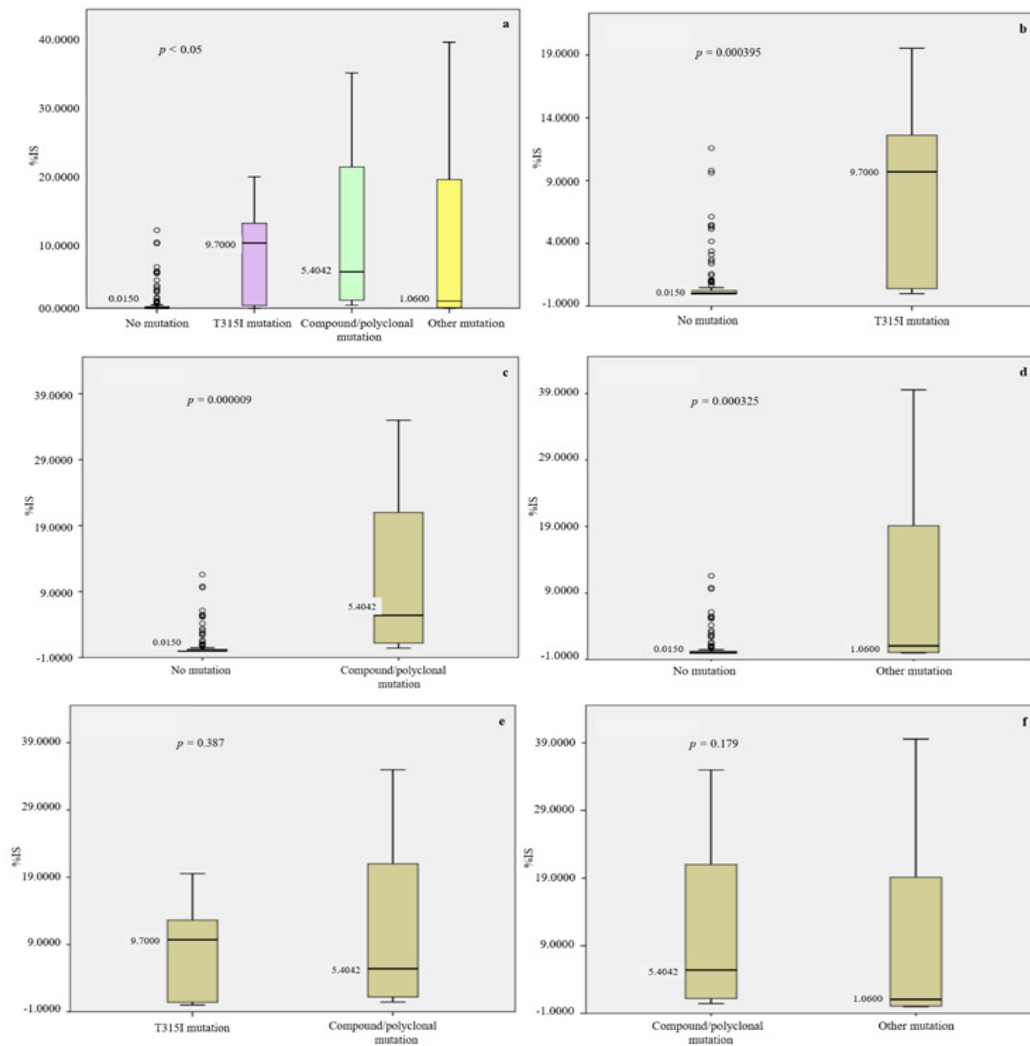 a
p < 0.05
40.0000
30.0000
20.0000
10.0000
00.0000
%IS
0.0150
9.7000
5.4042
1.0600
No mutation
T315I mutation
Compound/polyclonal
mutation
Other mutation
b
p = 0.000395
19.0000
14.0000
9.0000
4.0000
-1.0000
%IS
0.0150
9.7000
No mutation
T315I mutation
c
p = 0.000009
39.0000
29.0000
19.0000
9.0000
-1.0000
%IS
0.0150
5.4042
No mutation
Compound/polyclonal
mutation
d
p = 0.000325
39.0000
29.0000
19.0000
9.0000
-1.0000
%IS
0.0150
1.0600
No mutation
Other mutation
e
p = 0.387
39.0000
29.0000
19.0000
9.0000
-1.0000
%IS
9.7000
5.4042
T315I mutation
Compound/polyclonal
mutation
f
p = 0.179
39.0000
29.0000
19.0000
9.0000
-1.0000
%IS
5.4042
1.0600
Compound/polyclonal
mutation
Other mutation